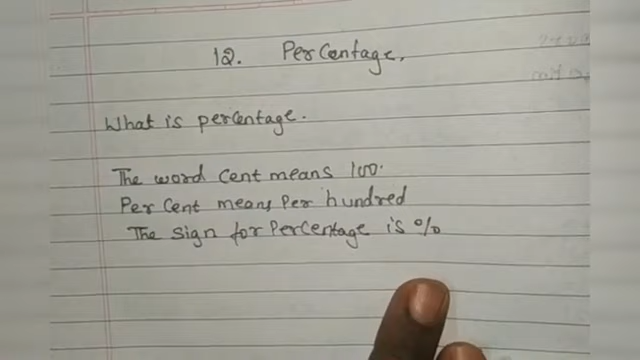 12. Percentage.
What is percentage.
The word Cent means 100.
Per Cent means Per hundred
The Sign for Percentage is %